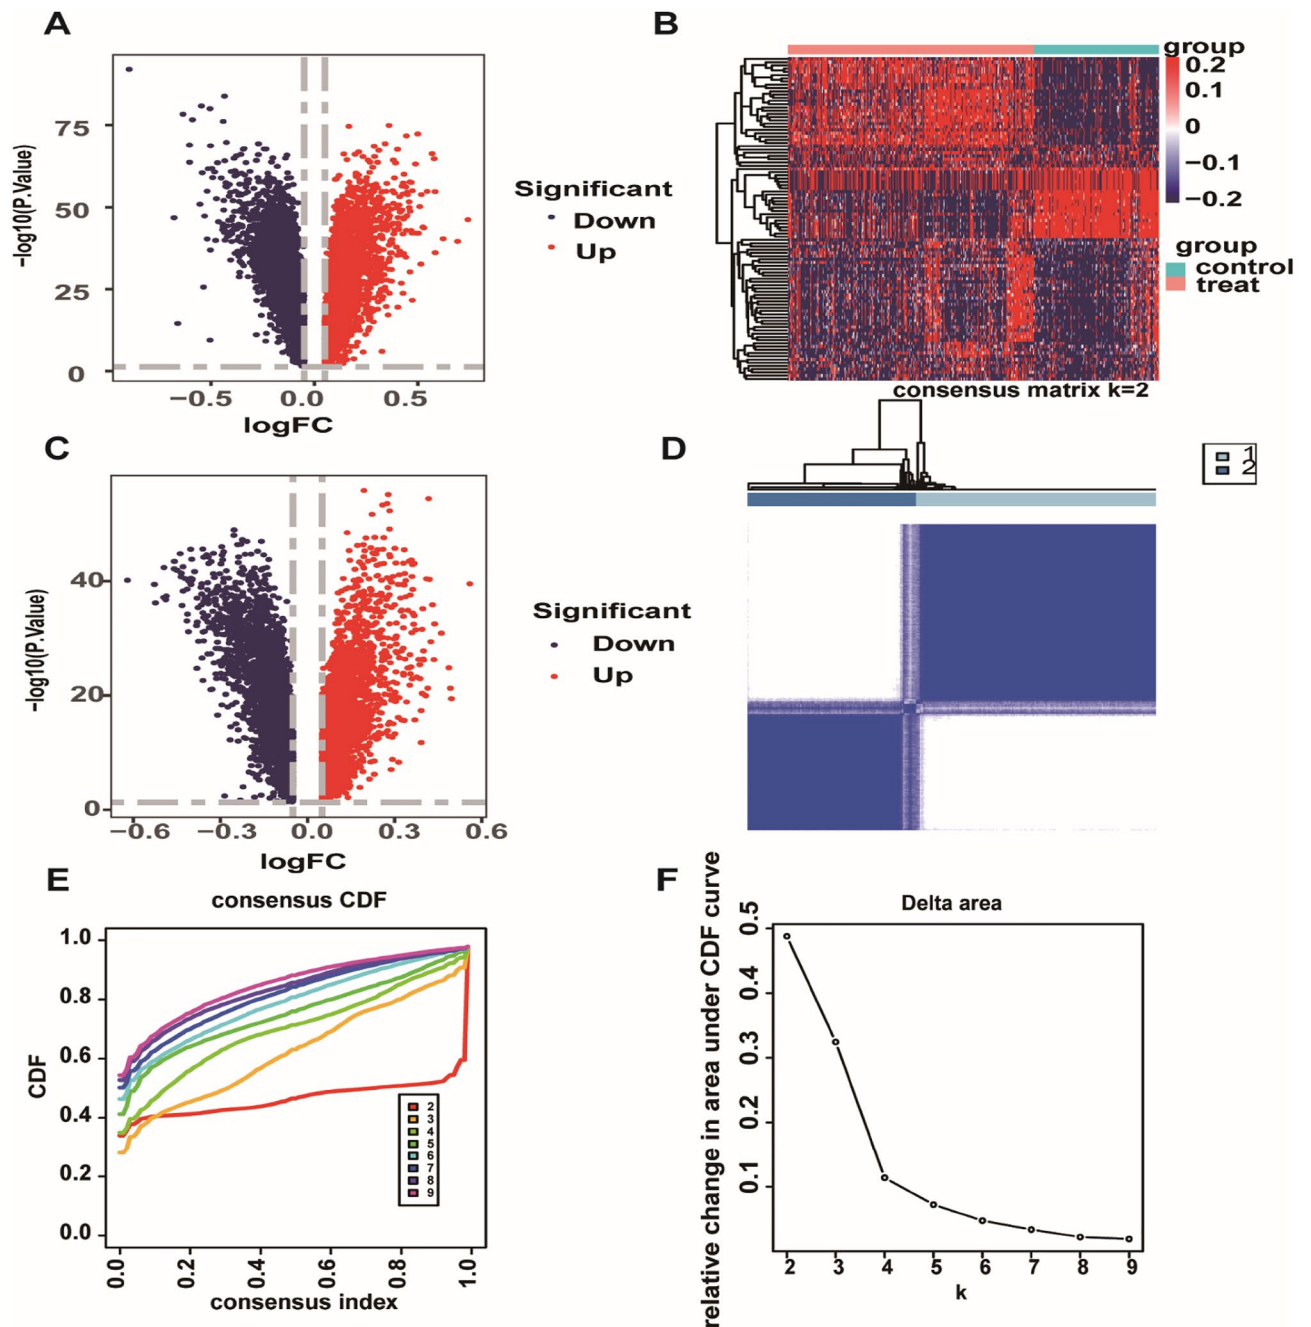 A
75
50
25
0
-log10(P.Value)
−0.5
0.0
0.5
logFC
Significant
Down
Up
B
group
0.2
0.1
0
−0.1
−0.2
group
control
treat
C
40
20
0
-log10(P.Value)
−0.6
−0.3
0.0
0.3
0.6
logFC
Significant
Down
Up
D
consensus matrix k=2
1
2
E
consensus CDF
1.0
0.8
0.6
0.4
0.2
0.0
CDF
2
3
4
5
6
7
8
9
0.0
0.2
0.4
0.6
0.8
1.0
consensus index
F
Delta area
relative change in area under CDF curve
0.5
0.4
0.3
0.2
0.1
2
3
4
5
6
7
8
9
k